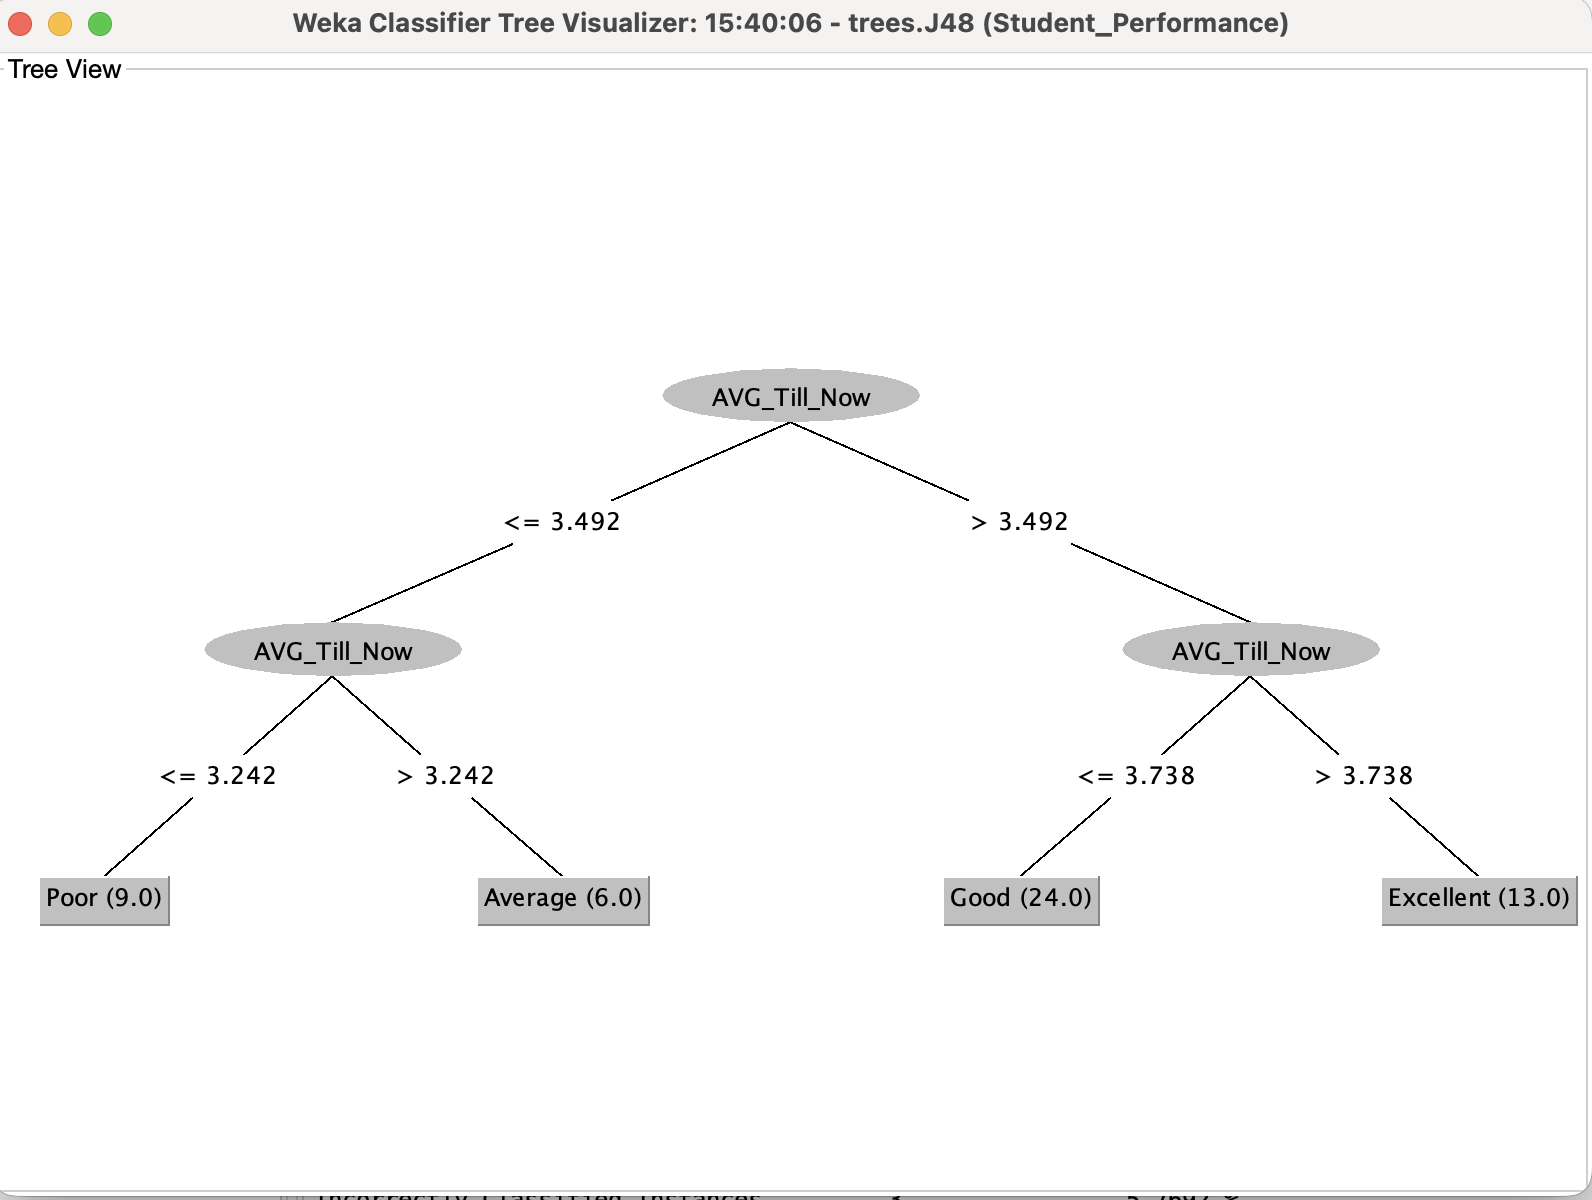 Weka Classifier Tree Visualizer: 15:40:06 - trees.J48 (Student_Performance)
Tree View
AVG_Till_Now
<= 3.492
> 3.492
AVG_Till_Now
AVG_Till_Now
<= 3.242
> 3.242
<= 3.738
> 3.738
Poor (9.0)
Average (6.0)
Good (24.0)
Excellent (13.0)